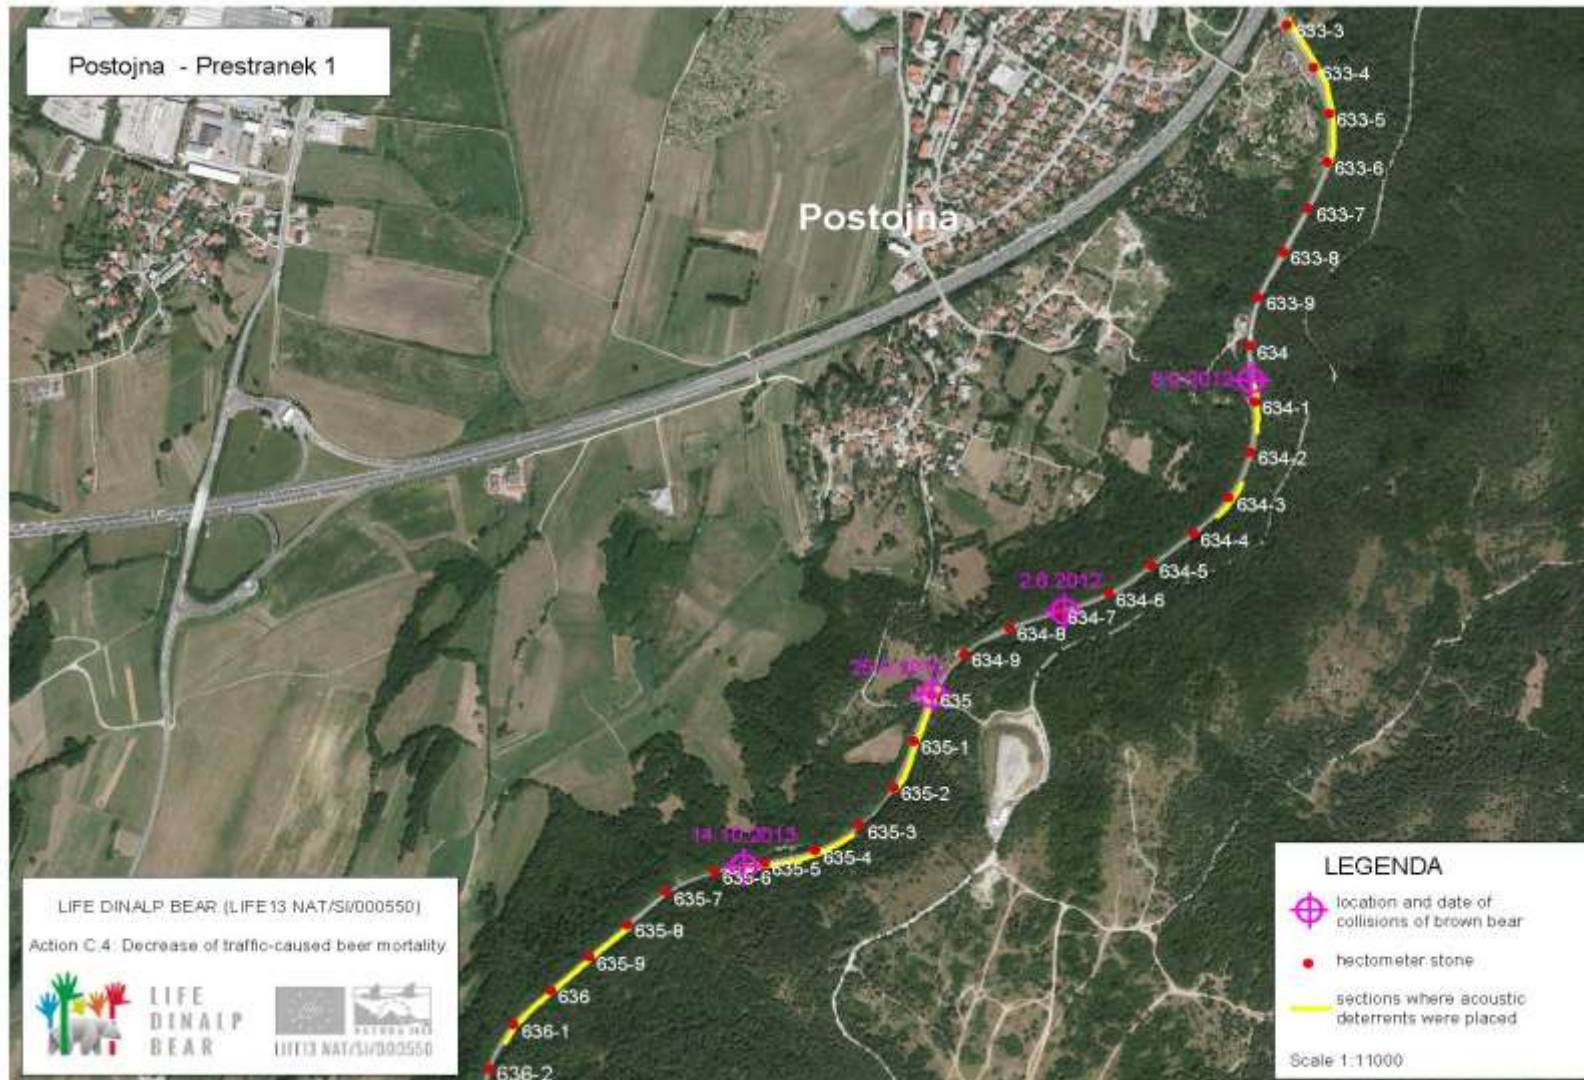 Postojna - Prestranek 1
633-3
633-4
633-5
633-6
Postojna
633-7
633-8
633-9
634
634-1
634-2
634-3
634-4
634-5
2.6.2012
634-6
634-7
634-8
634-9
635
635-1
635-2
635-3
14.10.2013
635-4
635-5
635-6
635-7
635-8
635-9
636
636-1
636-2
LIFE DINALP BEAR (LIFE13 NAT/SI/000550)
Action C.4: Decrease of traffic-caused beer mortality
LIFE
DINALP
BEAR
NATURA 2000
LIFE13 NAT/SI/000550
LEGENDA
location and date of
collisions of brown bear
hectometer stone
sections where acoustic
deterrents were placed
Scale 1:11000